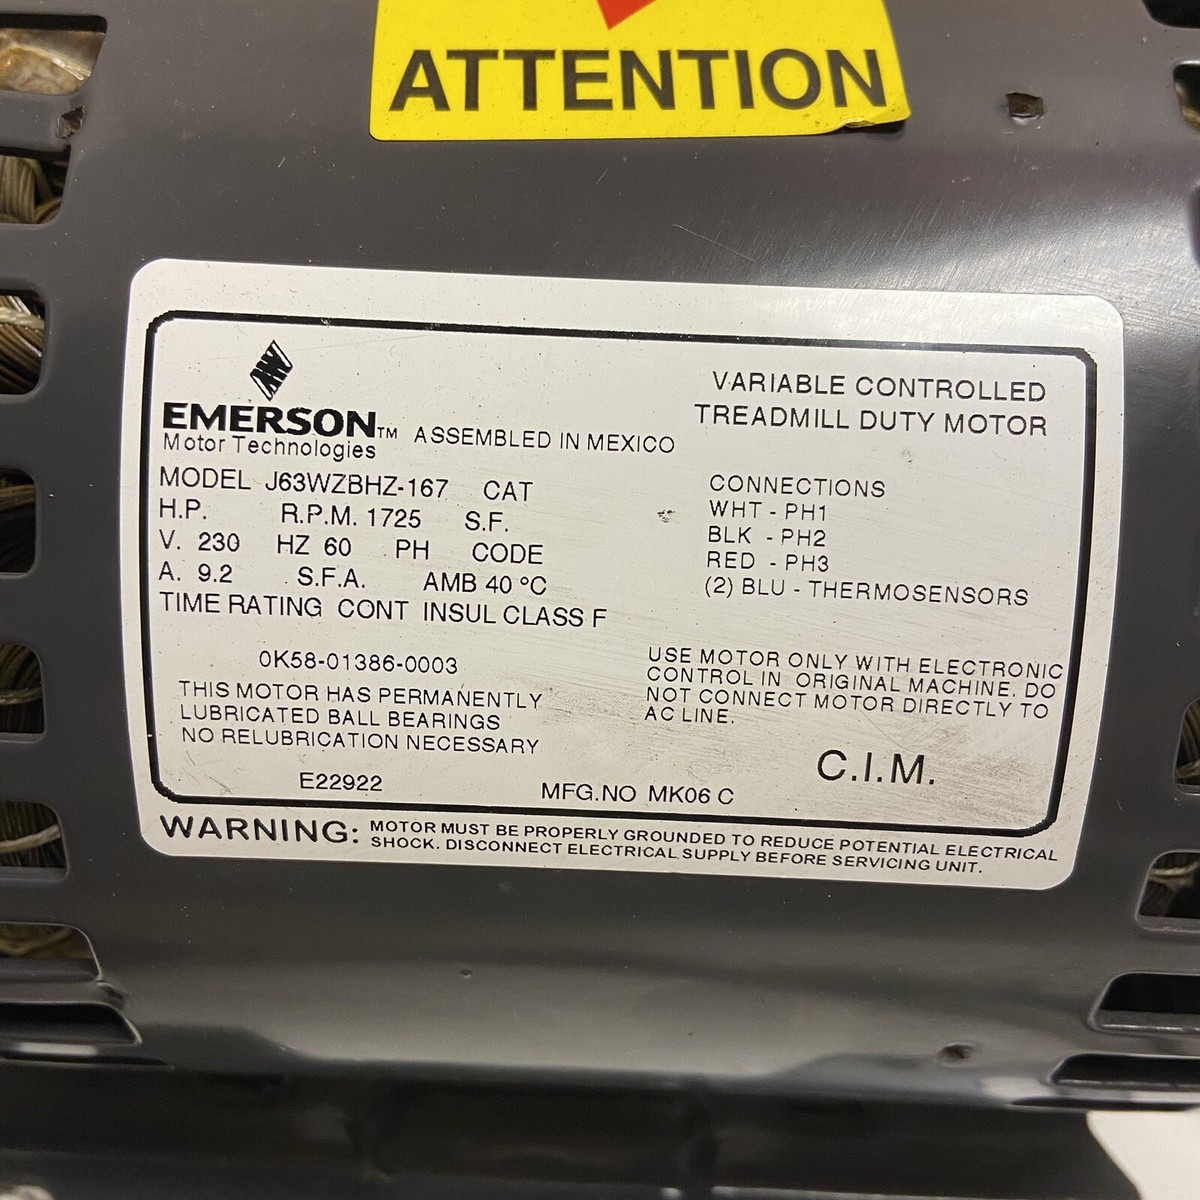 ATTENTION
EMERSON™ ASSEMBLED IN MEXICO
Motor Technologies
VARIABLE CONTROLLED
TREADMILL DUTY MOTOR
MODEL J63WZBHZ-167 CAT
H.P. R.P.M. 1725 S.F.
V. 230 HZ 60 PH CODE
A. 9.2 S.F.A. AMB 40 ºC
TIME RATING CONT INSUL CLASS F
CONNECTIONS
WHT - PH1
BLK - PH2
RED - PH3
(2) BLU - THERMOSENSORS
0K58-01386-0003
THIS MOTOR HAS PERMANENTLY
LUBRICATED BALL BEARINGS
NO RELUBRICATION NECESSARY
USE MOTOR ONLY WITH ELECTRONIC
CONTROL IN ORIGINAL MACHINE. DO
NOT CONNECT MOTOR DIRECTLY TO
AC LINE.
C.I.M.
E22922 MFG.NO MK06 C
WARNING: MOTOR MUST BE PROPERLY GROUNDED TO REDUCE POTENTIAL ELECTRICAL
SHOCK. DISCONNECT ELECTRICAL SUPPLY BEFORE SERVICING UNIT.